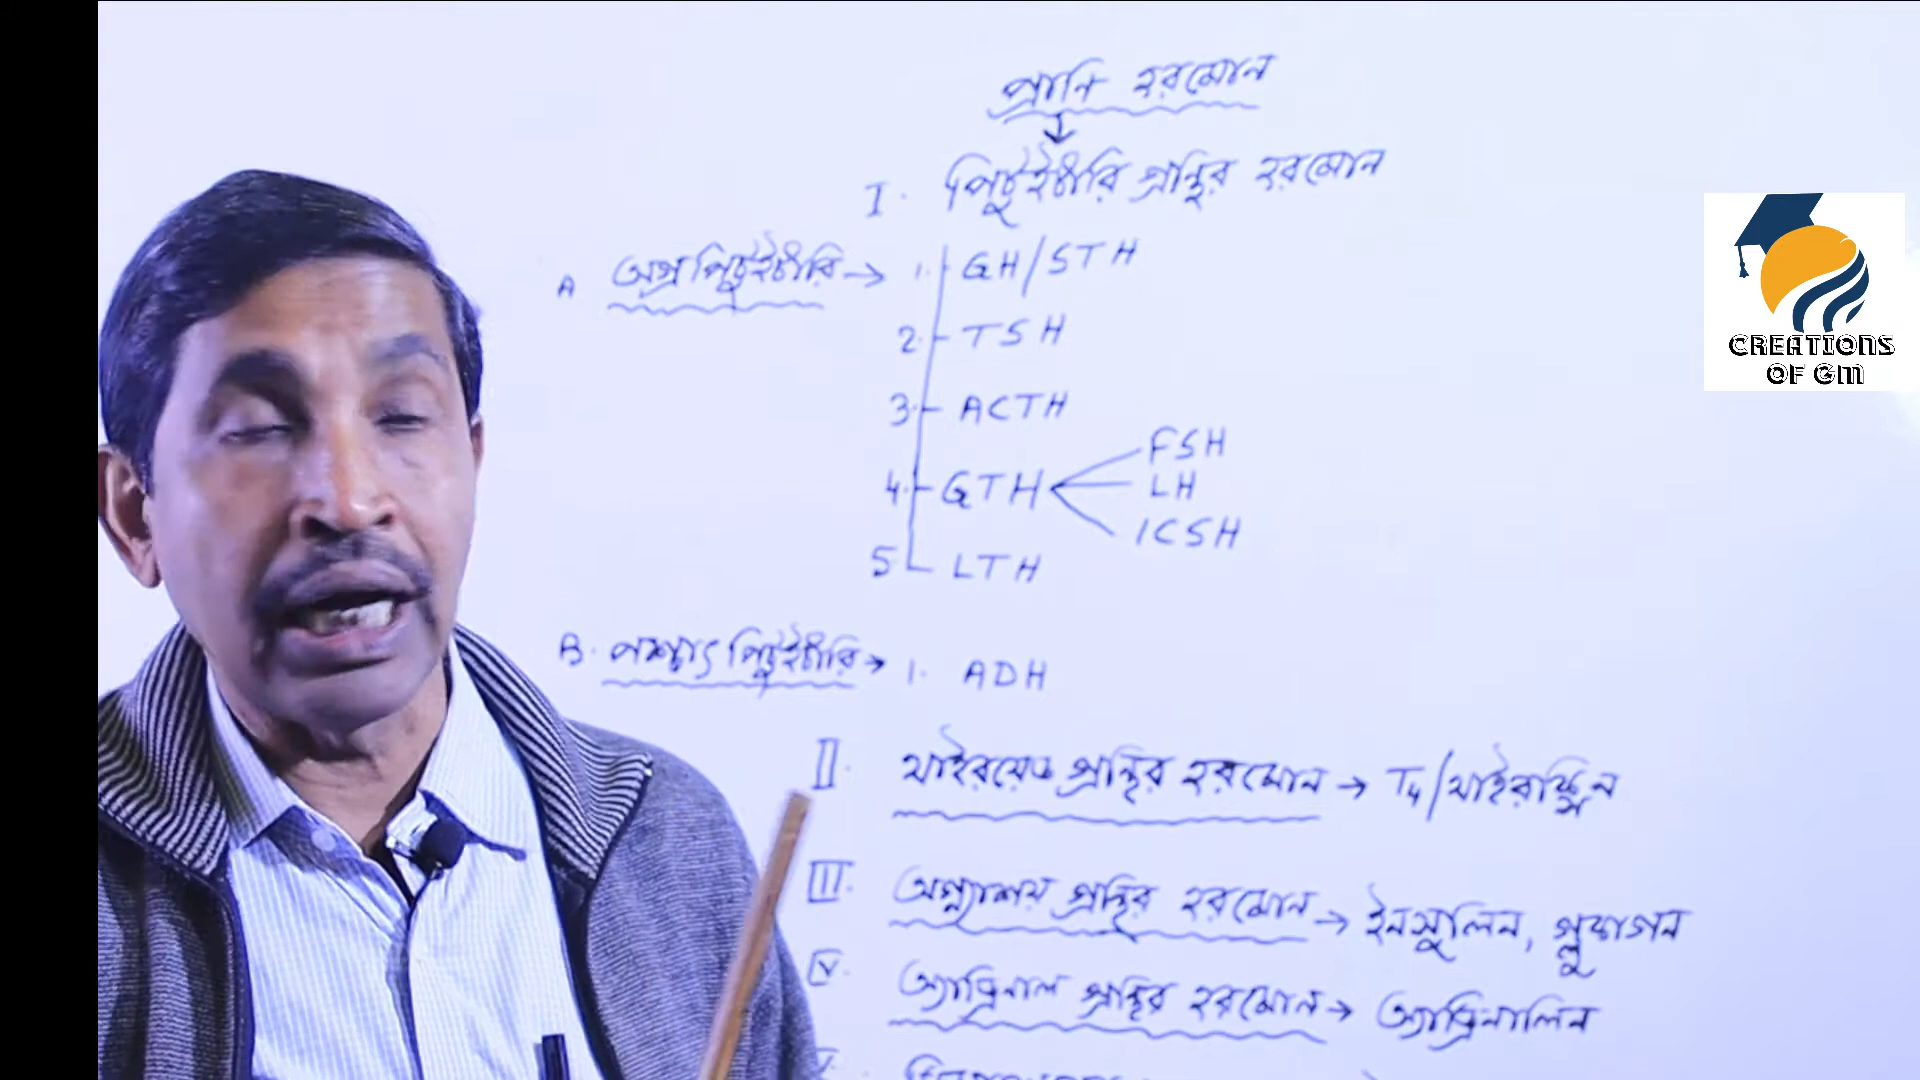 প্রাণি হরমোন
I. পিটুইটারি গ্রন্থির হরমোন
A অগ্র পিটুইটারি → 1. GH/STH
2. TSH
3. ACTH
4. GTH
FSH
LH
ICSH
5 LTH
B. পশ্চাৎ পিটুইটারি → 1. ADH
II. থাইরয়েড গ্রন্থির হরমোন → T4/থাইরক্সিন
III. অগ্ন্যাশয় গ্রন্থির হরমোন → ইনসুলিন, গ্লুকাগন
IV. অ্যাড্রিনাল গ্রন্থির হরমোন → অ্যাড্রিনালিন
CREATIONS
OF GM